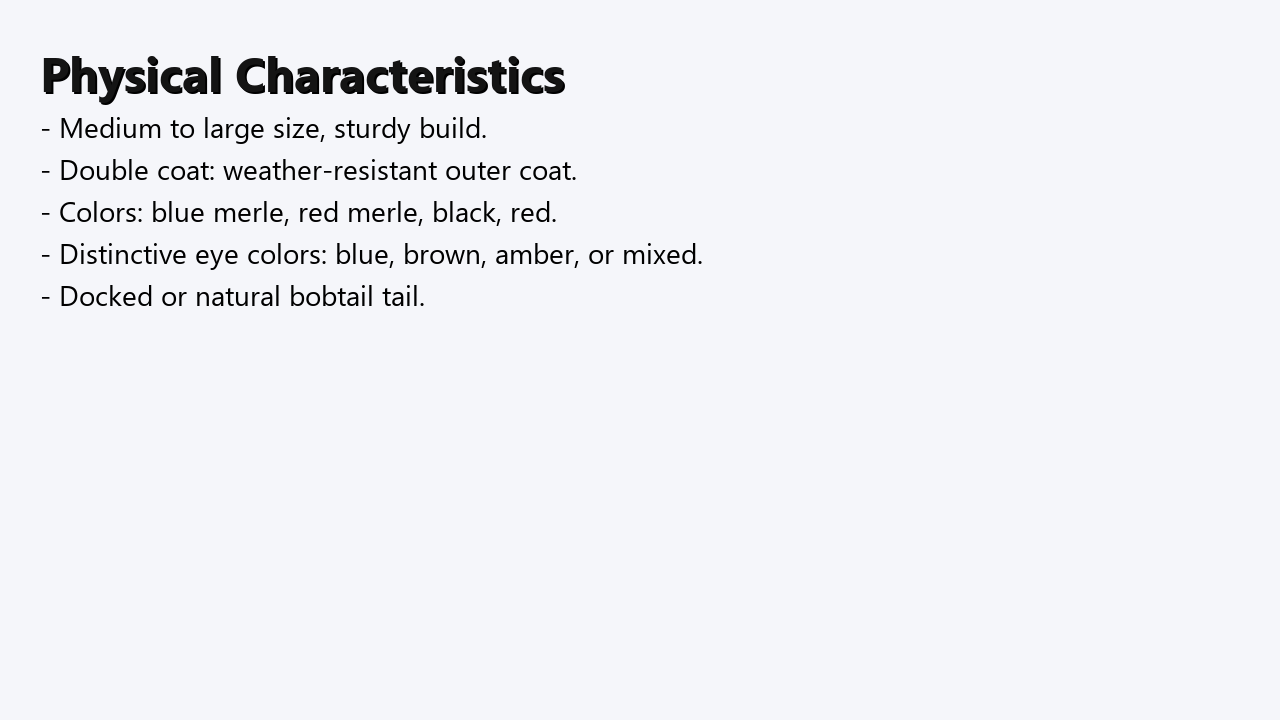 Physical Characteristics
- Medium to large size, sturdy build.
- Double coat: weather-resistant outer coat.
- Colors: blue merle, red merle, black, red.
- Distinctive eye colors: blue, brown, amber, or mixed.
- Docked or natural bobtail tail.